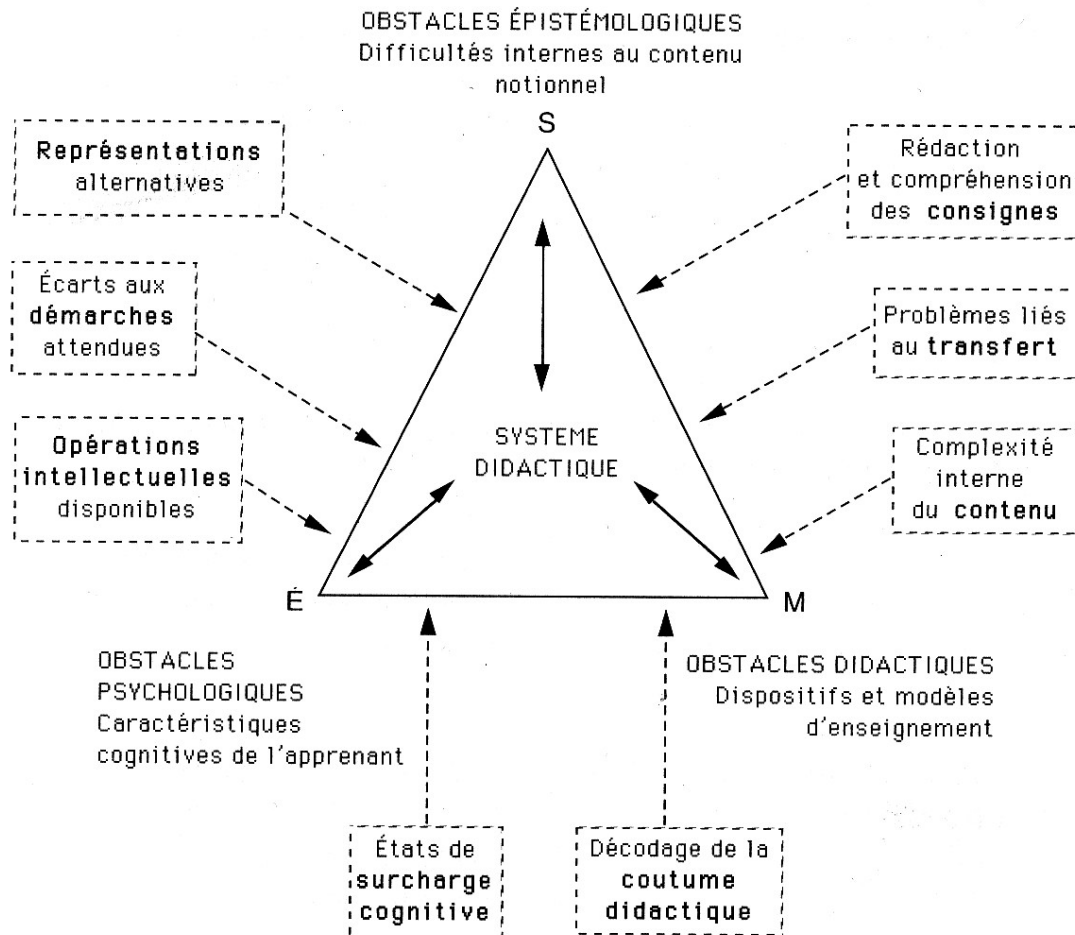 OBSTACLES ÉPISTÉMOLOGIQUES
Difficultés internes au contenu
notionnel
S
Représentations
alternatives
Rédaction
et compréhension
des consignes
Écarts aux
démarches
attendues
Problèmes liés
au transfert
Opérations
intellectuelles
disponibles
SYSTEME
DIDACTIQUE
Complexité
interne
du contenu
É
M
OBSTACLES
PSYCHOLOGIQUES
Caractéristiques
cognitives de l'apprenant
OBSTACLES DIDACTIQUES
Dispositifs et modèles
d'enseignement
États de
surcharge
cognitive
Décodage de la
coutume
didactique